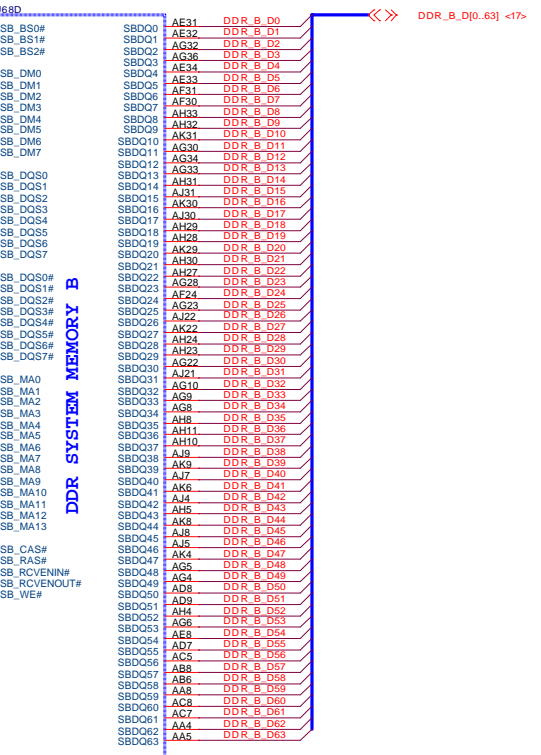 68D
SB_BS0#
SB_BS1#
SB_BS2#
SB_DM0
SB_DM1
SB_DM2
SB_DM3
SB_DM4
SB_DM5
SB_DM6
SB_DM7
SB_DQS0
SB_DQS1
SB_DQS2
SB_DQS3
SB_DQS4
SB_DQS5
SB_DQS6
SB_DQS7
SB_DQS0#
SB_DQS1#
SB_DQS2#
SB_DQS3#
SB_DQS4#
SB_DQS5#
SB_DQS6#
SB_DQS7#
SB_MA0
SB_MA1
SB_MA2
SB_MA3
SB_MA4
SB_MA5
SB_MA6
SB_MA7
SB_MA8
SB_MA9
SB_MA10
SB_MA11
SB_MA12
SB_MA13
SB_CAS#
SB_RAS#
SB_RCVENIN#
SB_RCVENOUT#
SB_WE#
DDR SYSTEM MEMORY B
SBDQ0
SBDQ1
SBDQ2
SBDQ3
SBDQ4
SBDQ5
SBDQ6
SBDQ7
SBDQ8
SBDQ9
SBDQ10
SBDQ11
SBDQ12
SBDQ13
SBDQ14
SBDQ15
SBDQ16
SBDQ17
SBDQ18
SBDQ19
SBDQ20
SBDQ21
SBDQ22
SBDQ23
SBDQ24
SBDQ25
SBDQ26
SBDQ27
SBDQ28
SBDQ29
SBDQ30
SBDQ31
SBDQ32
SBDQ33
SBDQ34
SBDQ35
SBDQ36
SBDQ37
SBDQ38
SBDQ39
SBDQ40
SBDQ41
SBDQ42
SBDQ43
SBDQ44
SBDQ45
SBDQ46
SBDQ47
SBDQ48
SBDQ49
SBDQ50
SBDQ51
SBDQ52
SBDQ53
SBDQ54
SBDQ55
SBDQ56
SBDQ57
SBDQ58
SBDQ59
SBDQ60
SBDQ61
SBDQ62
SBDQ63
AE31 DDR_B_D0
AE32 DDR_B_D1
AG32 DDR_B_D2
AG36 DDR_B_D3
AE34 DDR_B_D4
AE33 DDR_B_D5
AF31 DDR_B_D6
AF30 DDR_B_D7
AH33 DDR_B_D8
AH32 DDR_B_D9
AK31 DDR_B_D10
AG30 DDR_B_D11
AG34 DDR_B_D12
AG33 DDR_B_D13
AH31 DDR_B_D14
AJ31 DDR_B_D15
AK30 DDR_B_D16
AJ30 DDR_B_D17
AH29 DDR_B_D18
AH28 DDR_B_D19
AK29 DDR_B_D20
AH30 DDR_B_D21
AH27 DDR_B_D22
AG28 DDR_B_D23
AF24 DDR_B_D24
AG23 DDR_B_D25
AJ22 DDR_B_D26
AK22 DDR_B_D27
AH24 DDR_B_D28
AH23 DDR_B_D29
AG22 DDR_B_D30
AJ21 DDR_B_D31
AG10 DDR_B_D32
AG9 DDR_B_D33
AG8 DDR_B_D34
AH8 DDR_B_D35
AH11 DDR_B_D36
AH10 DDR_B_D37
AJ9 DDR_B_D38
AK9 DDR_B_D39
AJ7 DDR_B_D40
AK6 DDR_B_D41
AJ4 DDR_B_D42
AH5 DDR_B_D43
AK8 DDR_B_D44
AJ8 DDR_B_D45
AJ5 DDR_B_D46
AK4 DDR_B_D47
AG5 DDR_B_D48
AG4 DDR_B_D49
AD8 DDR_B_D50
AD9 DDR_B_D51
AH4 DDR_B_D52
AG6 DDR_B_D53
AE8 DDR_B_D54
AD7 DDR_B_D55
AC5 DDR_B_D56
AB8 DDR_B_D57
AB6 DDR_B_D58
AA8 DDR_B_D59
AC8 DDR_B_D60
AC7 DDR_B_D61
AA4 DDR_B_D62
AA5 DDR_B_D63
DDR_B_D[0..63] <17>